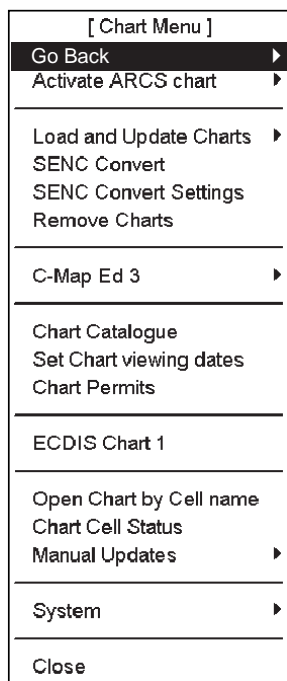 [ Chart Menu ]
Go Back
Activate ARCS chart
Load and Update Charts
SENC Convert
SENC Convert Settings
Remove Charts
C-Map Ed 3
Chart Catalogue
Set Chart viewing dates
Chart Permits
ECDIS Chart 1
Open Chart by Cell name
Chart Cell Status
Manual Updates
System
Close